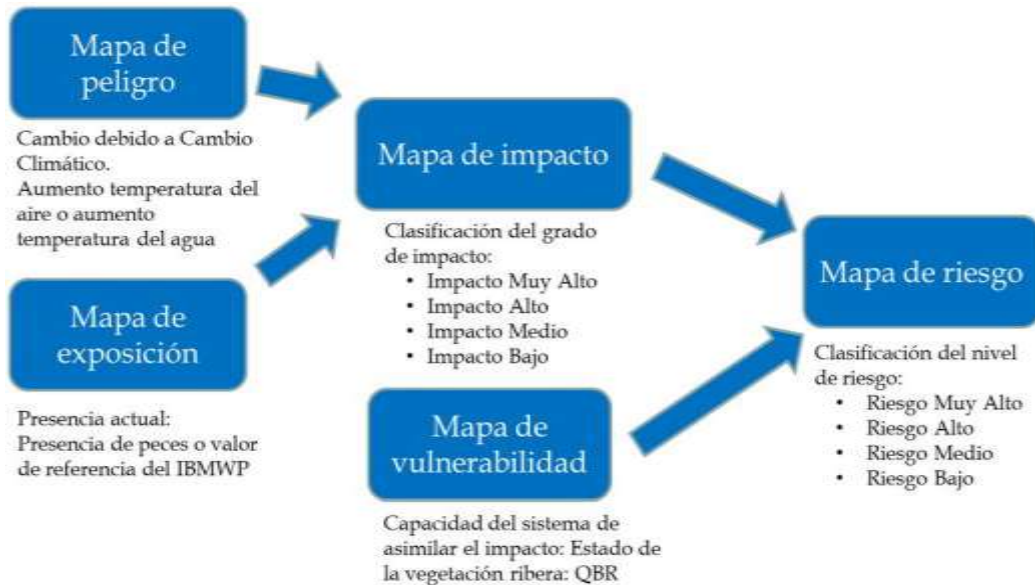 Mapa de
peligro
Cambio debido a Cambio
Climático.
Aumento temperatura del
aire o aumento
temperatura del agua
Mapa de
exposición
Presencia actual:
Presencia de peces o valor
de referencia del IBMWP
Mapa de impacto
Clasificación del grado
de impacto:
• Impacto Muy Alto
• Impacto Alto
• Impacto Medio
• Impacto Bajo
Mapa de
vulnerabilidad
Capacidad del sistema de
asimilar el impacto: Estado de
la vegetación ribera: QBR
Mapa de riesgo
Clasificación del nivel
de riesgo:
• Riesgo Muy Alto
• Riesgo Alto
• Riesgo Medio
• Riesgo Bajo